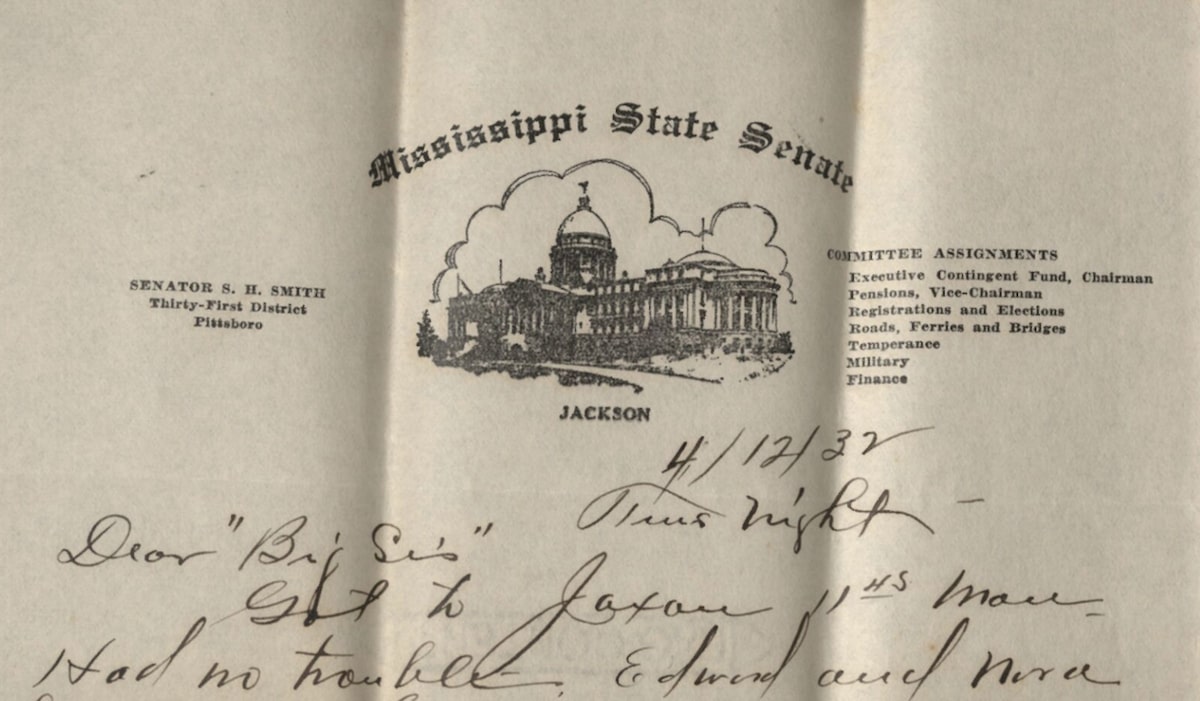 Mississippi State Senate
SENATOR S. H. SMITH
Thirty-First District
Pittsboro
COMMITTEE ASSIGNMENTS
Executive Contingent Fund, Chairman
Pensions, Vice-Chairman
Registrations and Elections
Roads, Ferries and Bridges
Temperance
Military
Finance
JACKSON
4/12/32
Tues Night -
Dear "Big Sis"
Got to Jaxon 11 45 Mon
Had no trouble. Edward and Nora